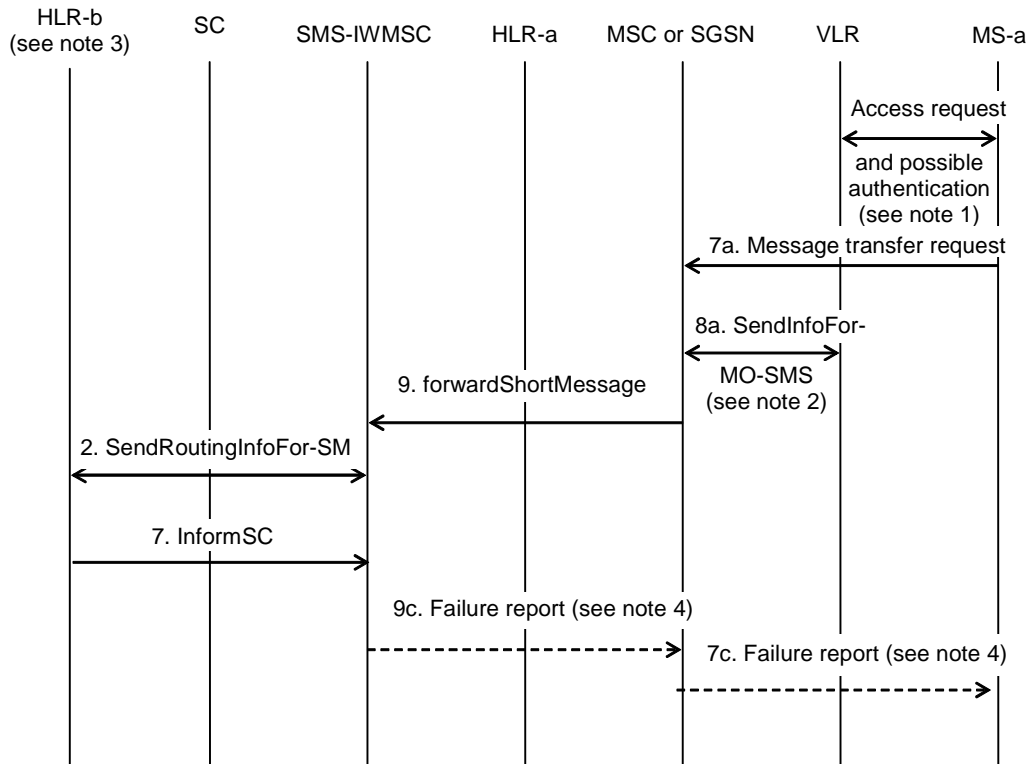 HLR-b
(see note 3)
SC
SMS-IWMSC
HLR-a
MSC or SGSN
VLR
MS-a
Access request
and possible
authentication
(see note 1)
7a. Message transfer request
8a. SendInfoFor-
MO-SMS
(see note 2)
9. forwardShortMessage
2. SendRoutingInfoFor-SM
7. InformSC
9c. Failure report (see note 4)
7c. Failure report (see note 4)